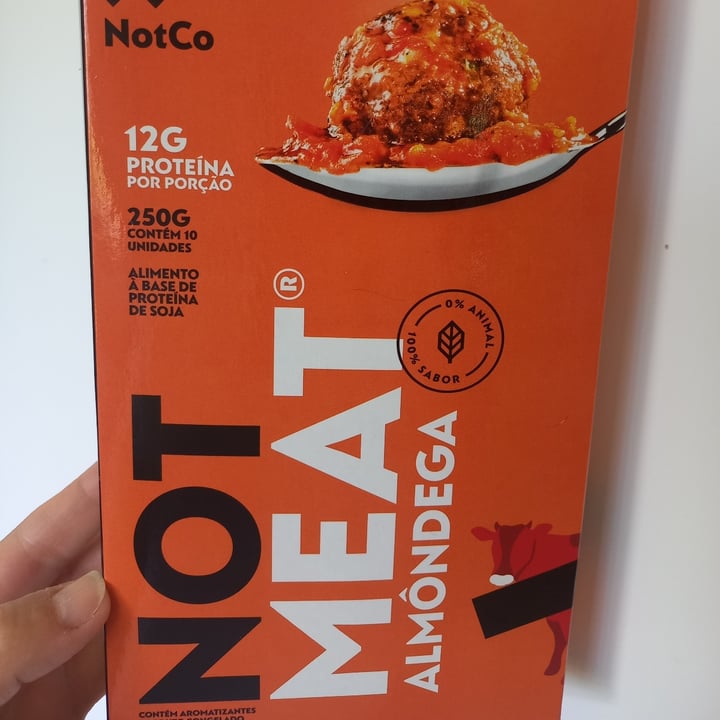 NotCo
12G
PROTEÍNA
POR PORÇÃO
250G
CONTÉM 10
UNIDADES
ALIMENTO
À BASE DE
PROTEÍNA
DE SOJA
0% ANIMAL
100% SABOR
NOT
MEAT®
ALMÔNDEGA
CONTÉM AROMATIZANTES
CONGELADO